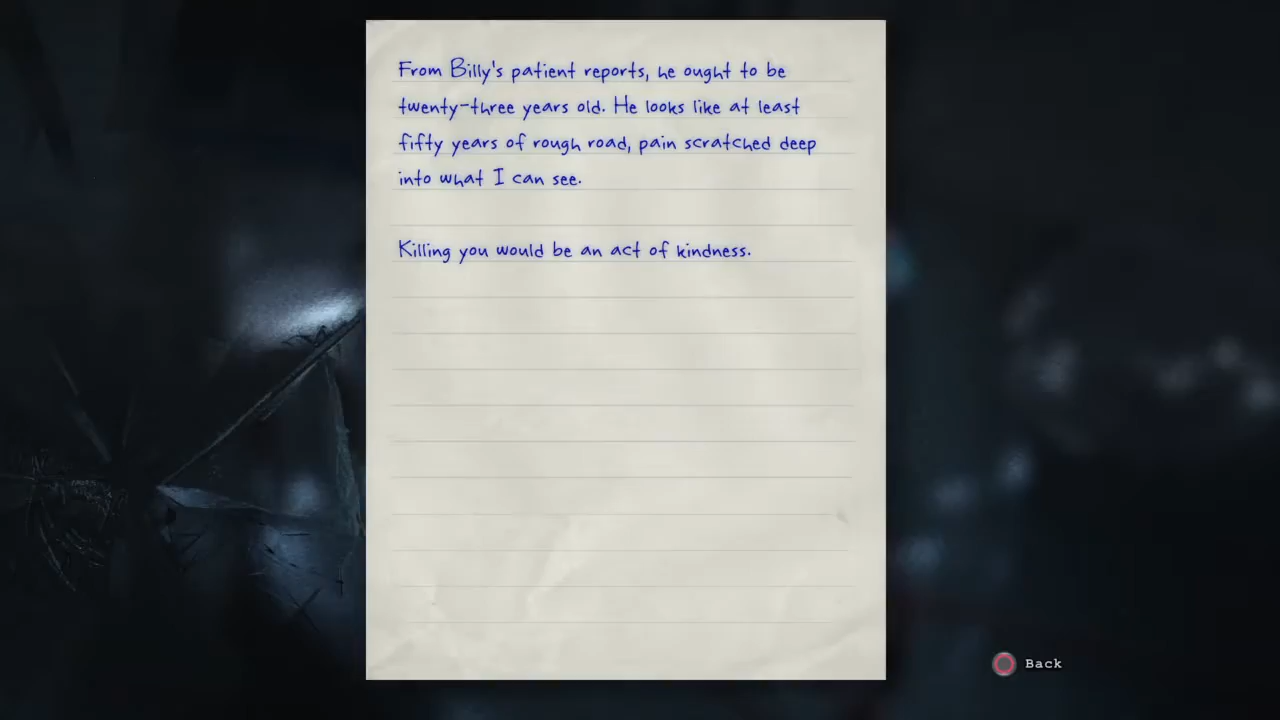 From Billy's patient reports, he ought to be
twenty-three years old. He looks like at least
fifty years of rough road, pain scratched deep
into what I can see.
Killing you would be an act of kindness.
Back